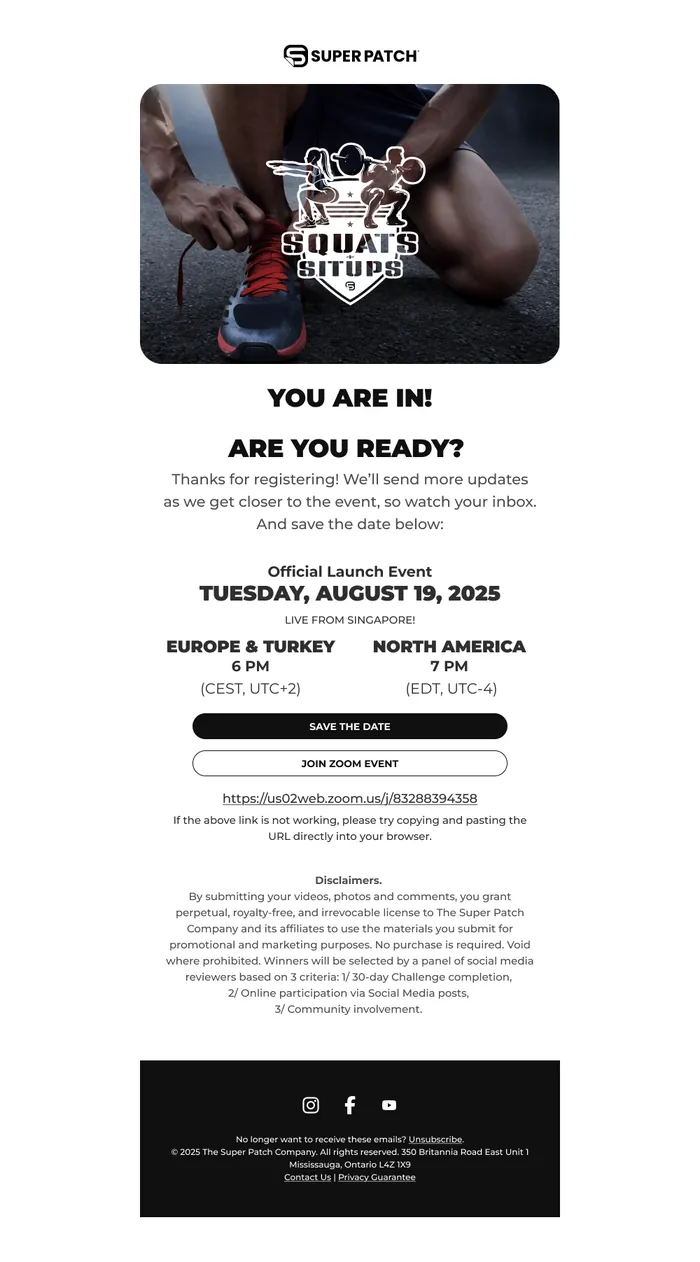 SUPER PATCH
SQUATS
&
SITUPS
YOU ARE IN!
ARE YOU READY?
Thanks for registering! We’ll send more updates
as we get closer to the event, so watch your inbox.
And save the date below:
Official Launch Event
TUESDAY, AUGUST 19, 2025
LIVE FROM SINGAPORE!
EUROPE & TURKEY
6 PM
(CEST, UTC+2)
NORTH AMERICA
7 PM
(EDT, UTC-4)
SAVE THE DATE
JOIN ZOOM EVENT
https://us02web.zoom.us/j/83288394358
If the above link is not working, please try copying and pasting the
URL directly into your browser.
Disclaimers.
By submitting your videos, photos and comments, you grant
perpetual, royalty-free, and irrevocable license to The Super Patch
Company and its affiliates to use the materials you submit for
promotional and marketing purposes. No purchase is required. Void
where prohibited. Winners will be selected by a panel of social media
reviewers based on 3 criteria: 1/ 30-day Challenge completion,
2/ Online participation via Social Media posts,
3/ Community involvement.
No longer want to receive these emails? Unsubscribe.
© 2025 The Super Patch Company. All rights reserved. 350 Britannia Road East Unit 1
Mississauga, Ontario L4Z 1X9
Contact Us | Privacy Guarantee